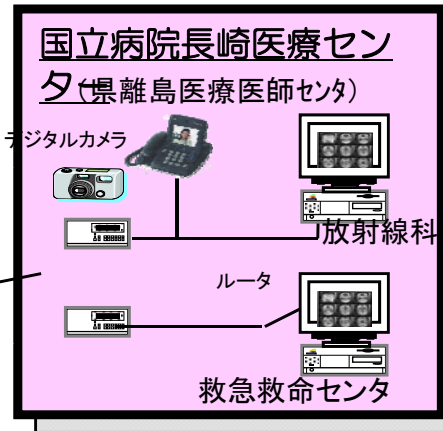 国立病院長崎医療セン
タ(県離島医療医師センタ)
デジタルカメラ
放射線科
ルータ
救急救命センタ